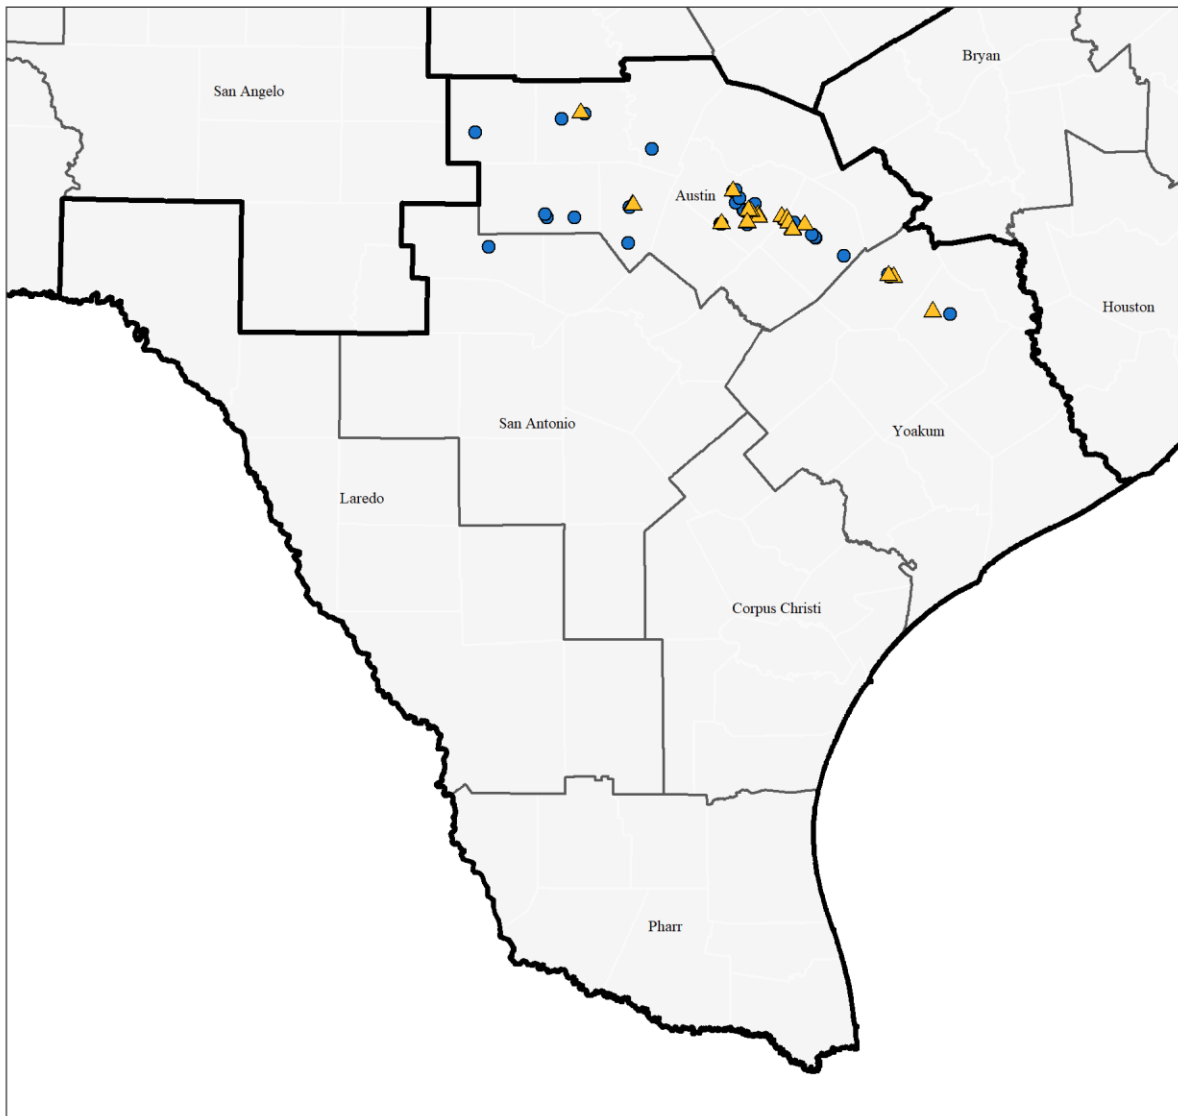 Bryan
San Angelo
Austin
Houston
San Antonio
Yoakum
Laredo
Corpus Christi
Pharr